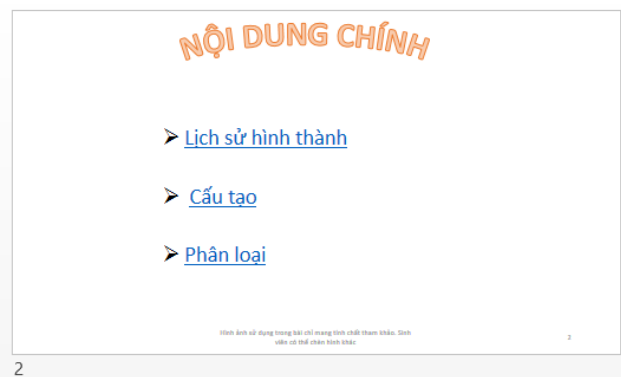 NỘI DUNG CHÍNH
➢ Lịch sử hình thành
➢ Cấu tạo
➢ Phân loại
Hình ảnh sử dụng trong bài chỉ mang tính chất tham khảo. Sinh
viên có thể chèn hình khác
2
2